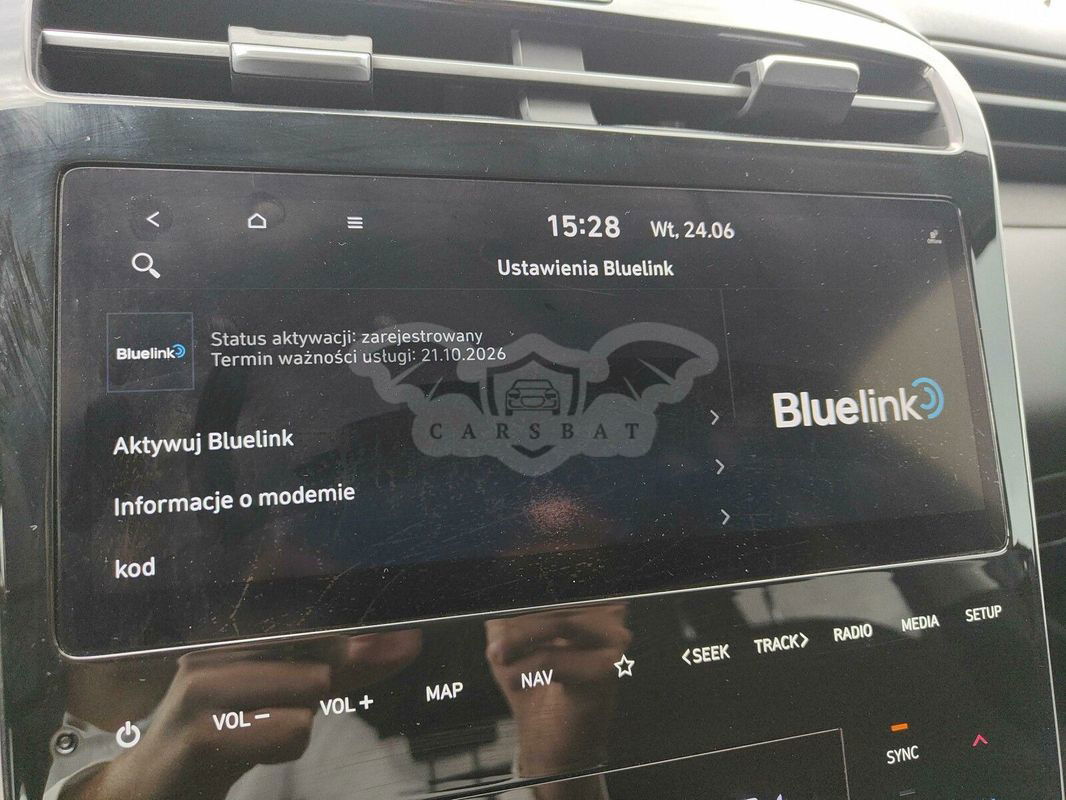 15:28 Wt, 24.06
Ustawienia Bluelink
Bluelink
Status aktywacji: zarejestrowany
Termin ważności usługi: 21.10.2026
Bluelink
CARSBAT
Aktywuj Bluelink
Informacje o modemie
kod
VOL − VOL + MAP NAV ☆ <SEEK TRACK> RADIO MEDIA SETUP
SYNC